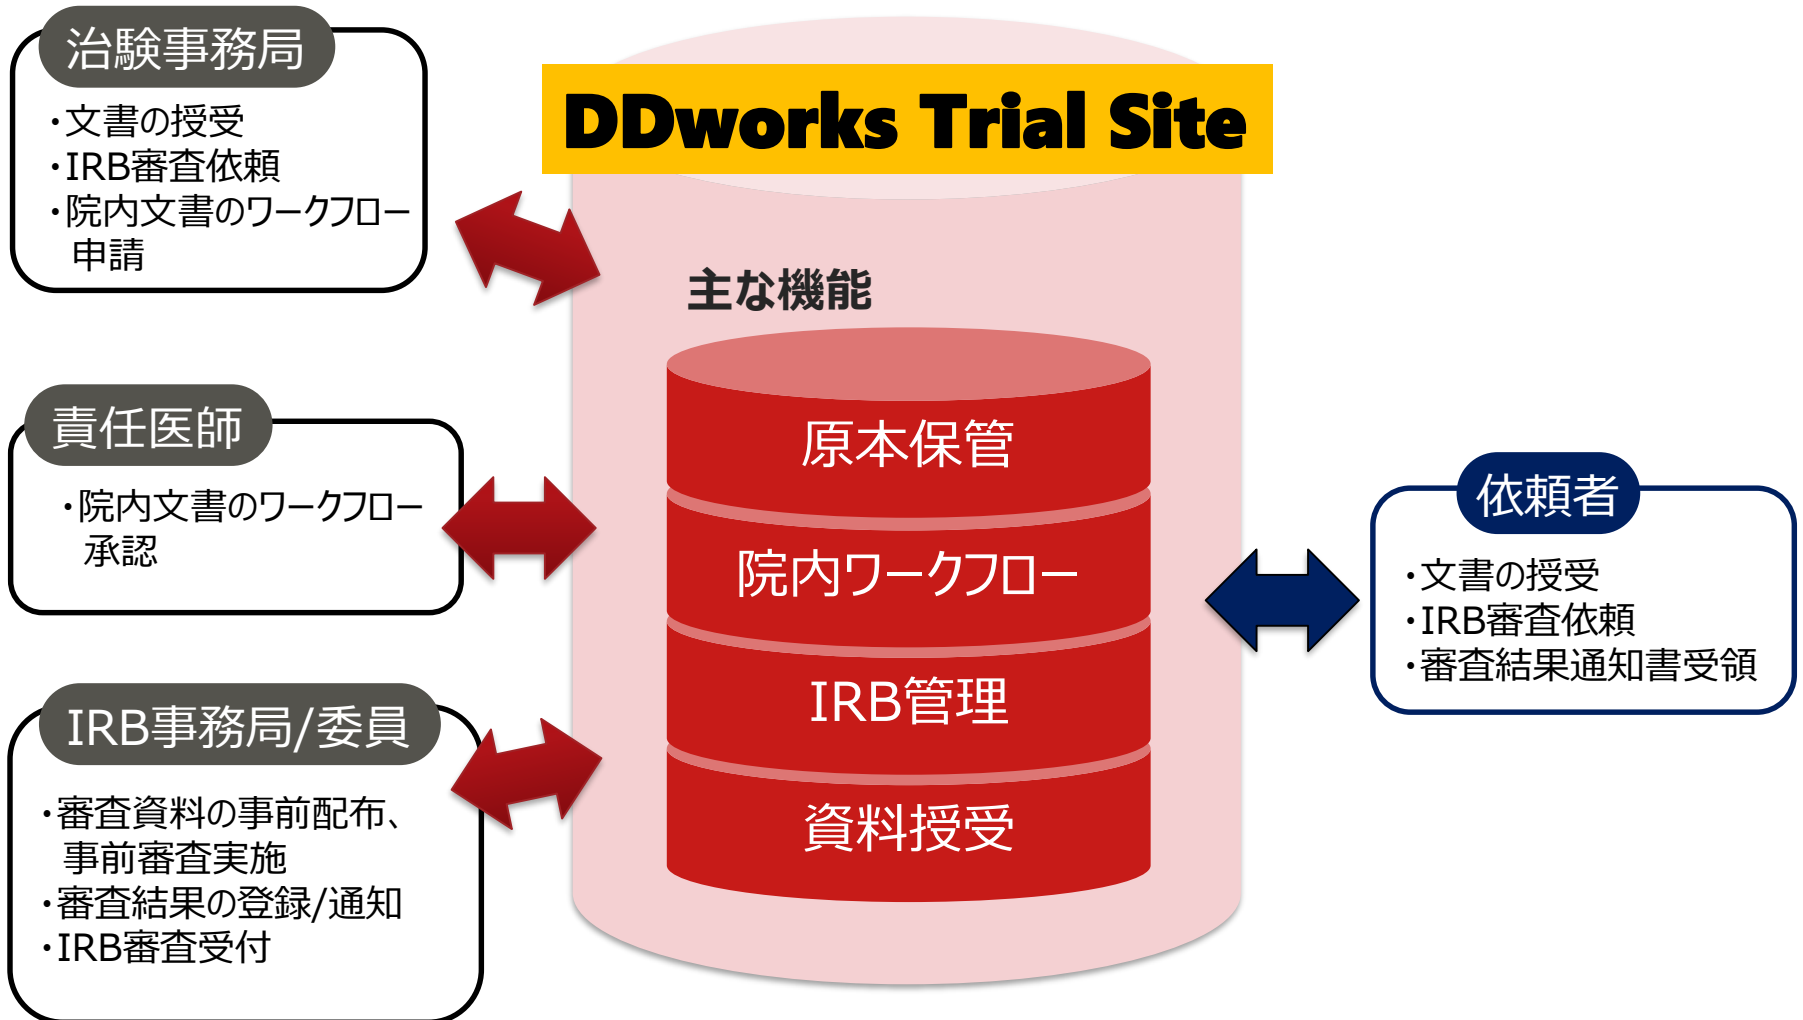 治験事務局
・文書の授受
・IRB審査依頼
・院内文書のワークフロー
申請
責任医師
・院内文書のワークフロー
承認
IRB事務局/委員
・審査資料の事前配布、
事前審査実施
・審査結果の登録/通知
・IRB審査受付
DDworks Trial Site
主な機能
原本保管
院内ワークフロー
IRB管理
資料授受
依頼者
・文書の授受
・IRB審査依頼
・審査結果通知書受領